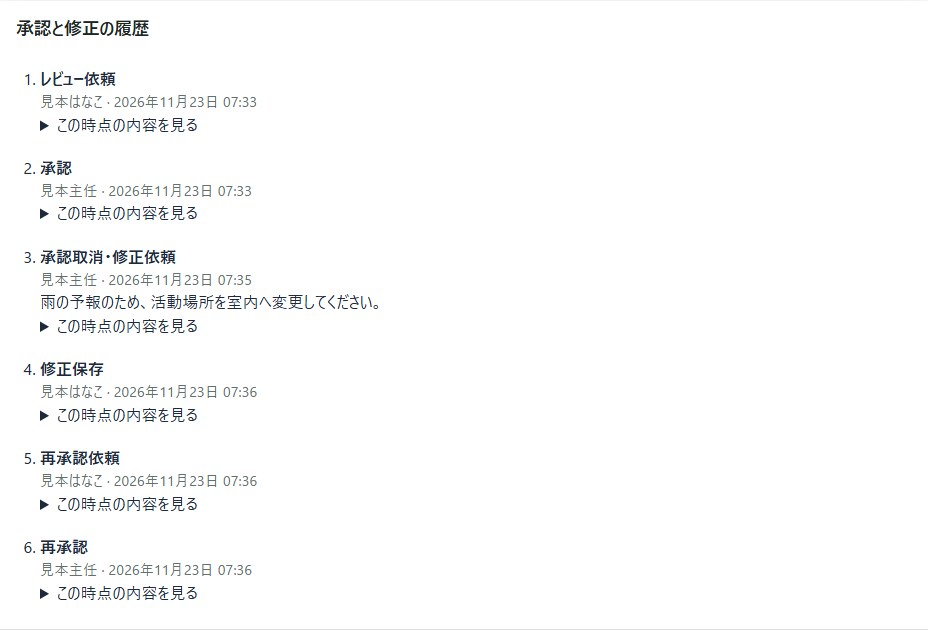 承認と修正の履歴
1. レビュー依頼
見本はなこ · 2026年11月23日 07:33
▶ この時点の内容を見る
2. 承認
見本主任 · 2026年11月23日 07:33
▶ この時点の内容を見る
3. 承認取消・修正依頼
見本主任 · 2026年11月23日 07:35
雨の予報のため、活動場所を室内へ変更してください。
▶ この時点の内容を見る
4. 修正保存
見本はなこ · 2026年11月23日 07:36
▶ この時点の内容を見る
5. 再承認依頼
見本はなこ · 2026年11月23日 07:36
▶ この時点の内容を見る
6. 再承認
見本主任 · 2026年11月23日 07:36
▶ この時点の内容を見る